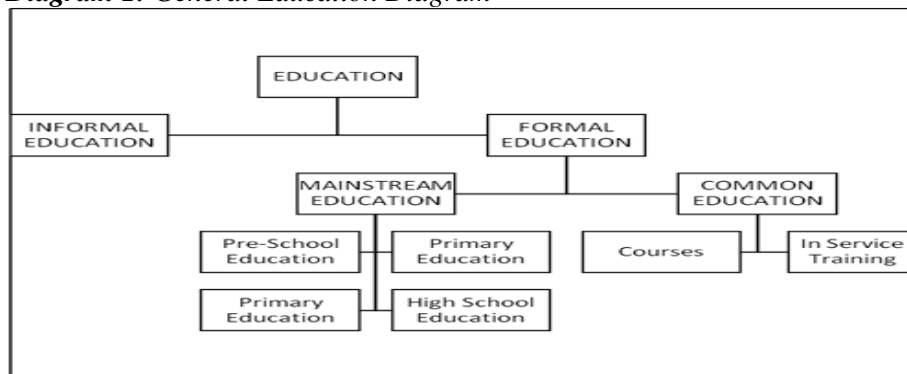 Diagram 1. General Education Diagram
EDUCATION
INFORMAL
EDUCATION
FORMAL
EDUCATION
MAINSTREAM
EDUCATION
COMMON
EDUCATION
Pre-School
Education
Primary
Education
Courses
In Service
Training
Primary
Education
High School
Education